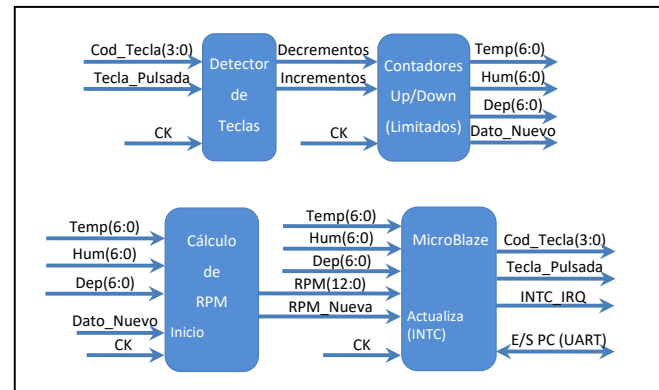 Cod_Tecla(3:0)
Tecla_Pulsada
CK
Detector
de
Teclas
Decrementos
Incrementos
CK
Contadores
Up/Down
(Limitados)
Temp(6:0)
Hum(6:0)
Dep(6:0)
Dato_Nuevo
Temp(6:0)
Hum(6:0)
Dep(6:0)
Dato_Nuevo
CK
Cálculo
de
RPM
Inicio
Temp(6:0)
Hum(6:0)
Dep(6:0)
RPM(12:0)
RPM_Nueva
CK
MicroBlaze
Actualiza
(INTC)
Cod_Tecla(3:0)
Tecla_Pulsada
INTC_IRQ
E/S PC (UART)